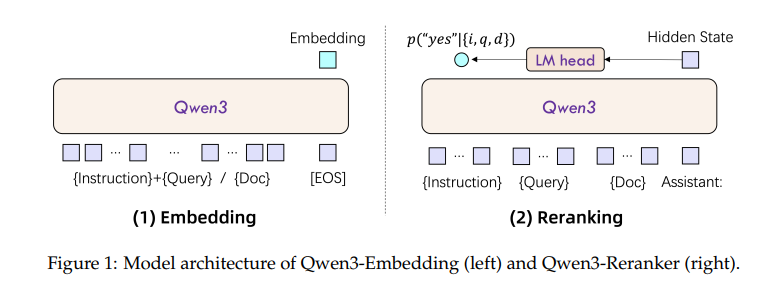 Embedding
Qwen3
... ... ...
{Instruction}+{Query} / {Doc} [EOS]
(1) Embedding
p("yes"|{i, q, d})
LM head
Hidden State
Qwen3
... ... ...
{Instruction} {Query} {Doc} Assistant:
(2) Reranking
Figure 1: Model architecture of Qwen3-Embedding (left) and Qwen3-Reranker (right).